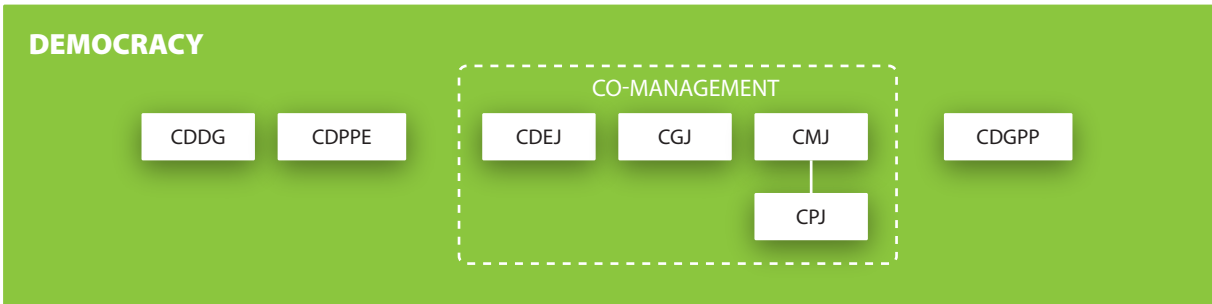 DEMOCRACY
CO-MANAGEMENT
CDDG
CDPPE
CDEJ
CGJ
CMJ
CDGPP
CPJ